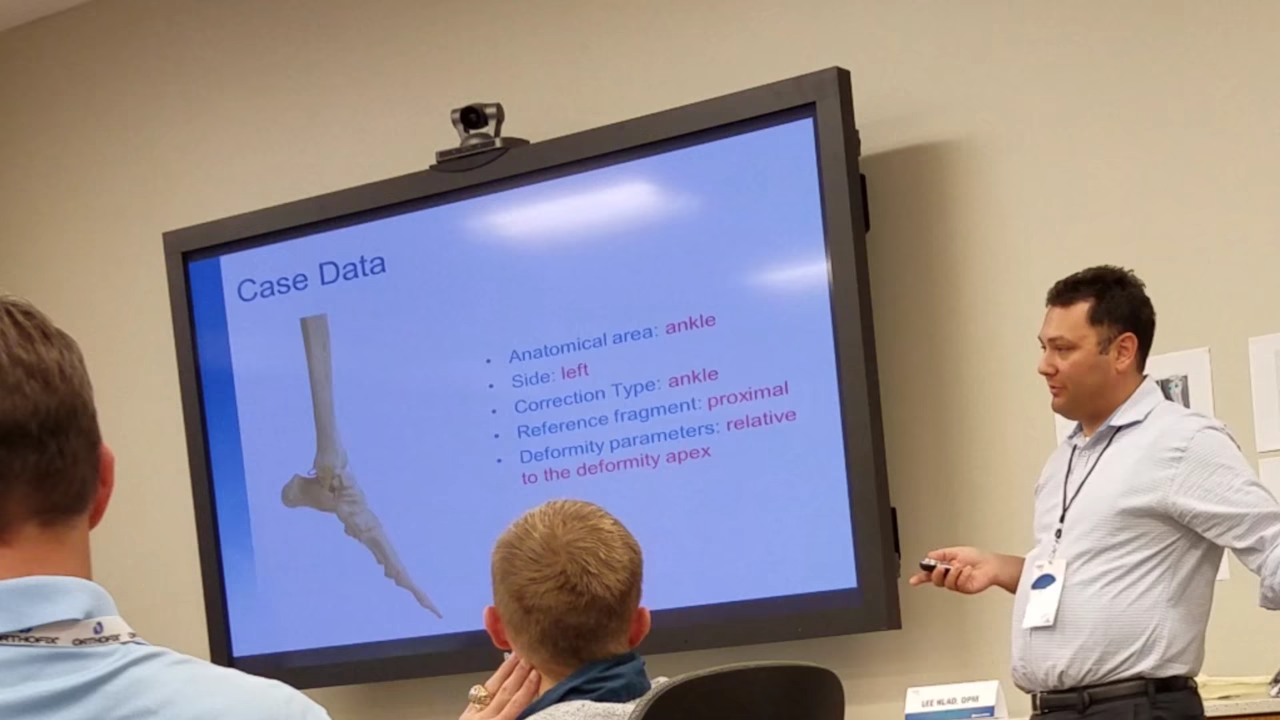 Case Data
• Anatomical area: ankle
• Side: left
• Correction Type: ankle
• Reference fragment: proximal
• Deformity parameters: relative
to the deformity apex
ORTHOFIX
LEE HLAD, DPM